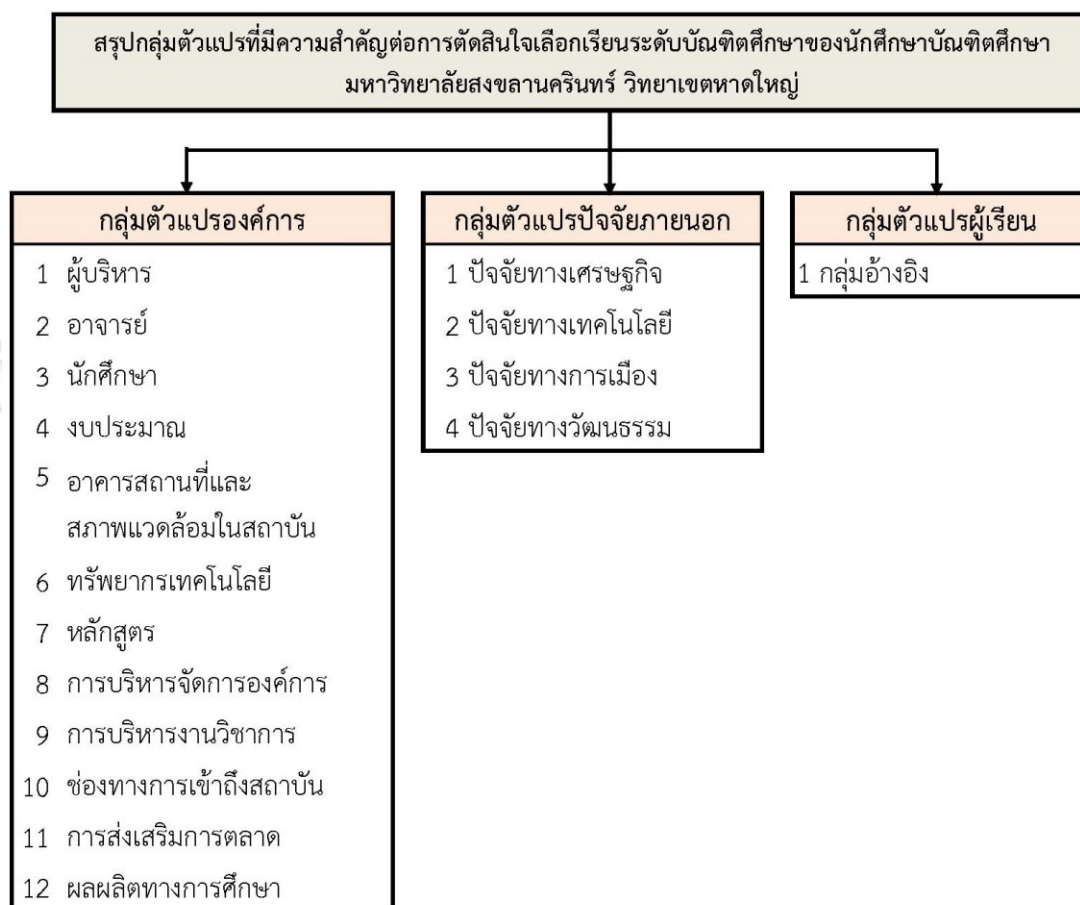 สรุปกลุ่มตัวแปรที่มีความสำคัญต่อการตัดสินใจเลือกเรียนระดับบัณฑิตศึกษาของนักศึกษาบัณฑิตศึกษา
มหาวิทยาลัยสงขลานครินทร์ วิทยาเขตหาดใหญ่
กลุ่มตัวแปรองค์การ
1 ผู้บริหาร
2 อาจารย์
3 นักศึกษา
4 งบประมาณ
5 อาคารสถานที่และ
สภาพแวดล้อมในสถาบัน
6 ทรัพยากรเทคโนโลยี
7 หลักสูตร
8 การบริหารจัดการองค์การ
9 การบริหารงานวิชาการ
10 ช่องทางการเข้าถึงสถาบัน
11 การส่งเสริมการตลาด
12 ผลผลิตทางการศึกษา
กลุ่มตัวแปรปัจจัยภายนอก
1 ปัจจัยทางเศรษฐกิจ
2 ปัจจัยทางเทคโนโลยี
3 ปัจจัยทางการเมือง
4 ปัจจัยทางวัฒนธรรม
กลุ่มตัวแปรผู้เรียน
1 กลุ่มอ้างอิง